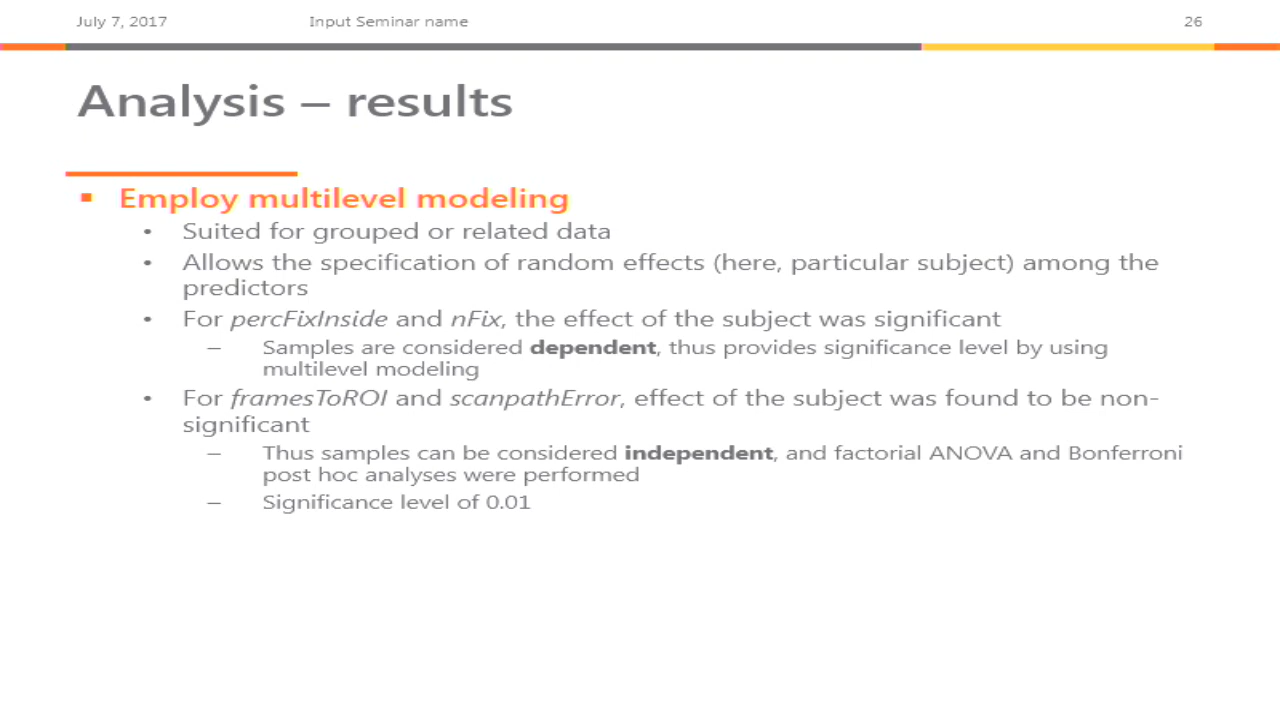 July 7, 2017 Input Seminar name 26
Analysis – results
▪ Employ multilevel modeling
• Suited for grouped or related data
• Allows the specification of random effects (here, particular subject) among the
predictors
• For percFixInside and nFix, the effect of the subject was significant
– Samples are considered dependent, thus provides significance level by using
multilevel modeling
• For framesToROI and scanpathError, effect of the subject was found to be non-
significant
– Thus samples can be considered independent, and factorial ANOVA and Bonferroni
post hoc analyses were performed
– Significance level of 0.01